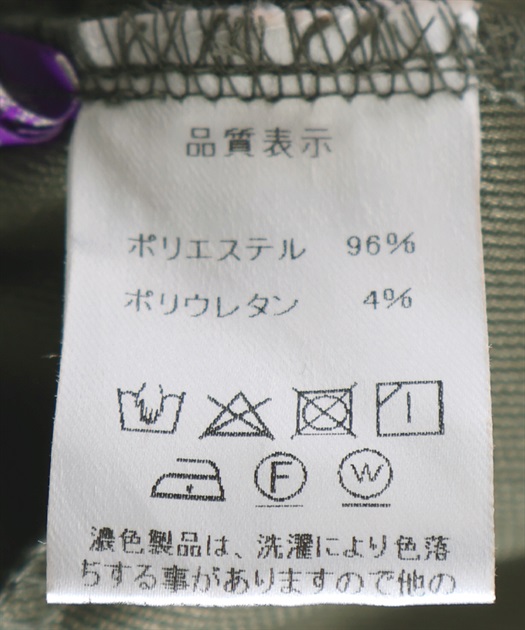 品質表示
ポリエステル 96%
ポリウレタン 4%
F W
濃色製品は、洗濯により色落
ちする事がありますので他の